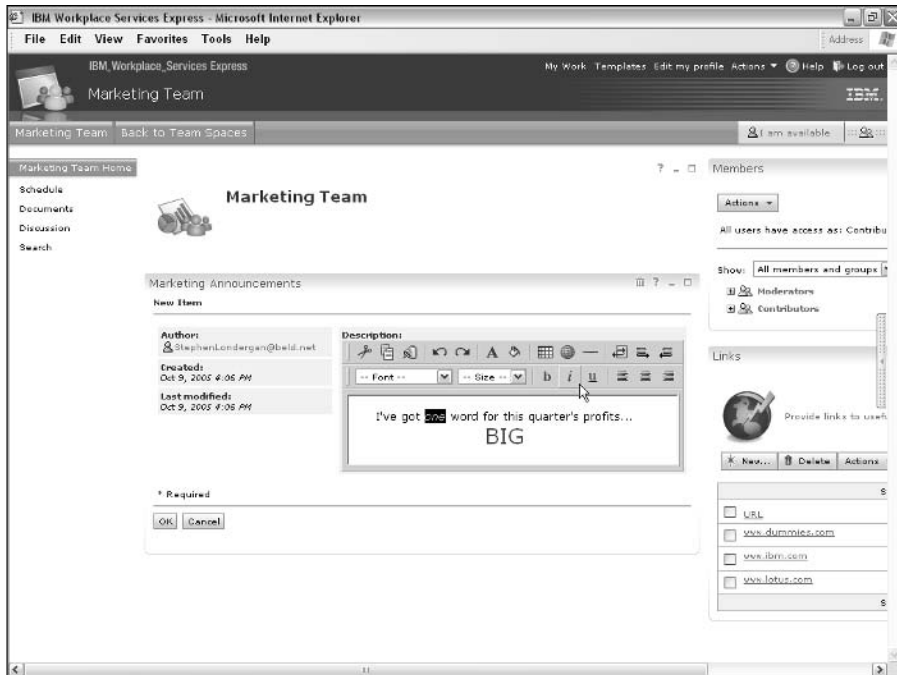 IBM Workplace Services Express - Microsoft Internet Explorer
File Edit View Favorites Tools Help
Address
IBM_Workplace_Services Express
My Work Templates Edit my profile Actions Help Log out
Marketing Team
IBM.
Marketing Team Back to Team Spaces
I am available
Marketing Team Home
Schedule
Documents
Discussion
Search
Marketing Team
Marketing Announcements
New Item
Author:
StephenLondergan@beld.net
Created:
Oct 9, 2005 4:06 PM
Last modified:
Oct 9, 2005 4:06 PM
Description:
-- Font -- -- Size -- b i u
I've got one word for this quarter's profits...
BIG
* Required
OK Cancel
Members
Actions
All users have access as: Contribu
Show: All members and groups
Moderators
Contributors
Links
Provide links to usef
New... Delete Actions
S
URL
www.dummies.com
www.ibm.com
www.lotus.com
S